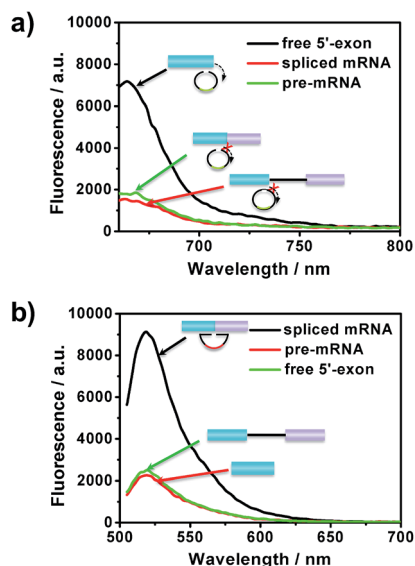 a)
10000
8000
6000
4000
2000
0
Fluorescence / a.u.
free 5'-exon
spliced mRNA
pre-mRNA
700
750
800
Wavelength / nm
b)
10000
8000
6000
4000
2000
0
Fluorescence / a.u.
spliced mRNA
pre-mRNA
free 5'-exon
500
550
600
650
700
Wavelength / nm